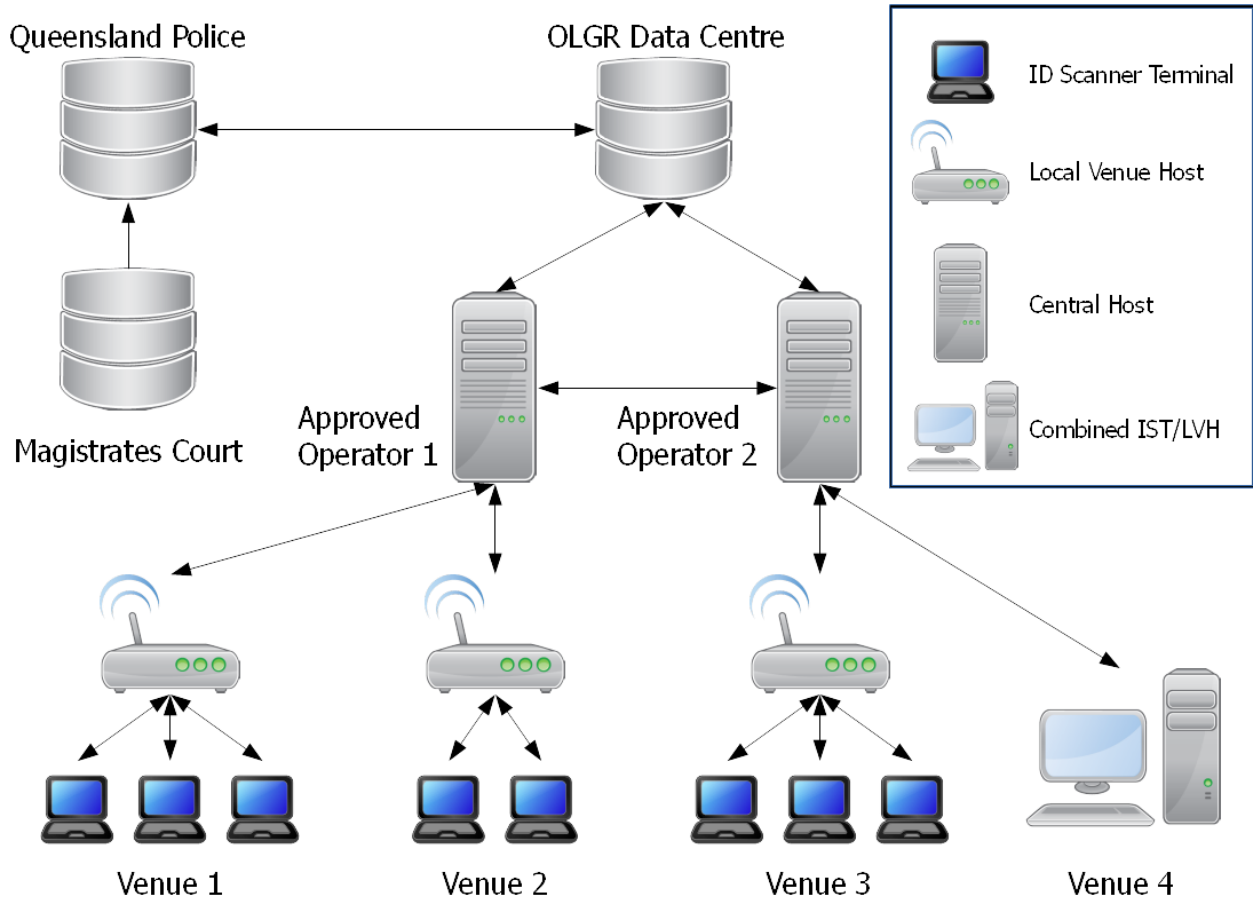 Queensland Police
OLGR Data Centre
ID Scanner Terminal
Local Venue Host
Central Host
Combined IST/LVH
Approved
Operator 1
Approved
Operator 2
Magistrates Court
Venue 1
Venue 2
Venue 3
Venue 4